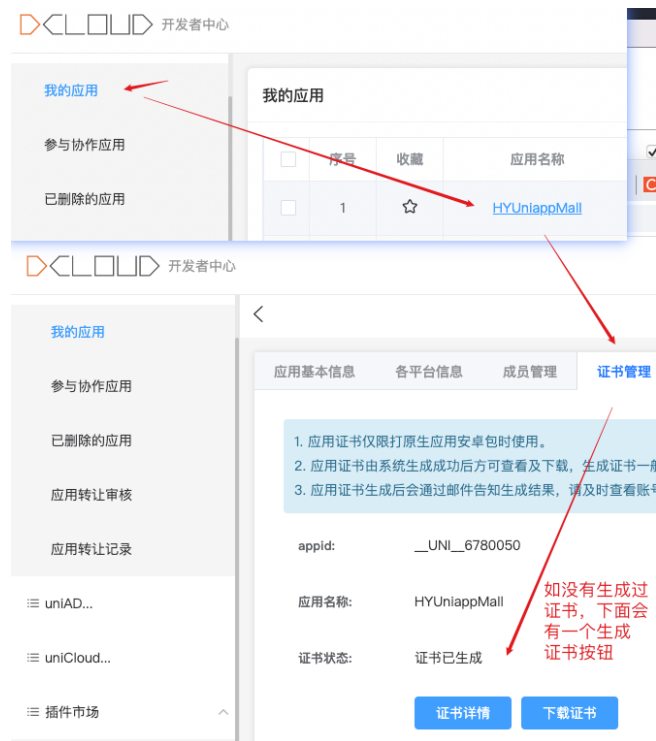 DCLOUD 开发者中心
我的应用
参与协作应用
已删除的应用
我的应用
序号 收藏 应用名称
1 HYUniappMall
DCLOUD 开发者中心
我的应用
参与协作应用
已删除的应用
应用转让审核
应用转让记录
uniAD...
uniCloud...
插件市场
应用基本信息 各平台信息 成员管理 证书管理
1. 应用证书仅限打原生应用安卓包时使用。
2. 应用证书由系统生成成功后方可查看及下载，生成证书一般
3. 应用证书生成后会通过邮件告知生成结果，请及时查看账号
appid: __UNI__6780050
应用名称: HYUniappMall
证书状态: 证书已生成
如没有生成过
证书，下面会
有一个生成
证书按钮
证书详情 下载证书